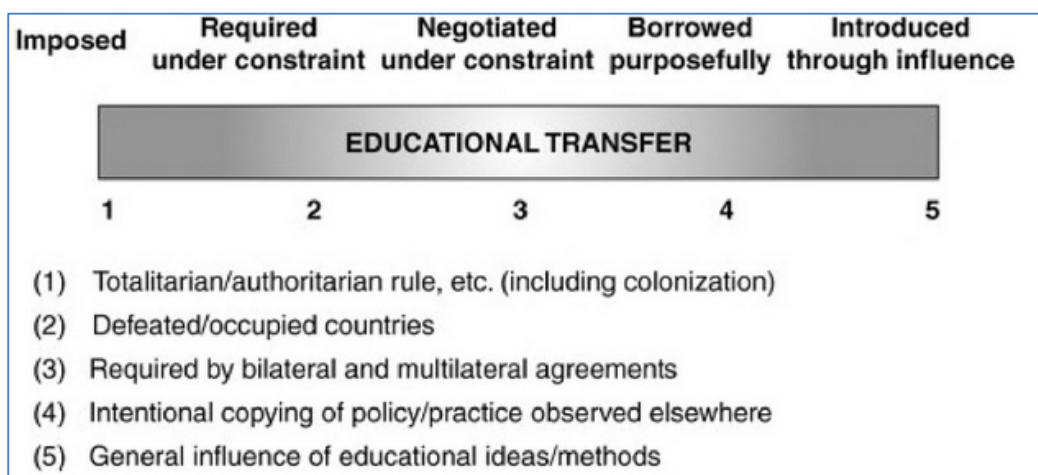 Imposed Required Negotiated Borrowed Introduced
under constraint under constraint purposefully through influence
EDUCATIONAL TRANSFER
1 2 3 4 5
(1) Totalitarian/authoritarian rule, etc. (including colonization)
(2) Defeated/occupied countries
(3) Required by bilateral and multilateral agreements
(4) Intentional copying of policy/practice observed elsewhere
(5) General influence of educational ideas/methods